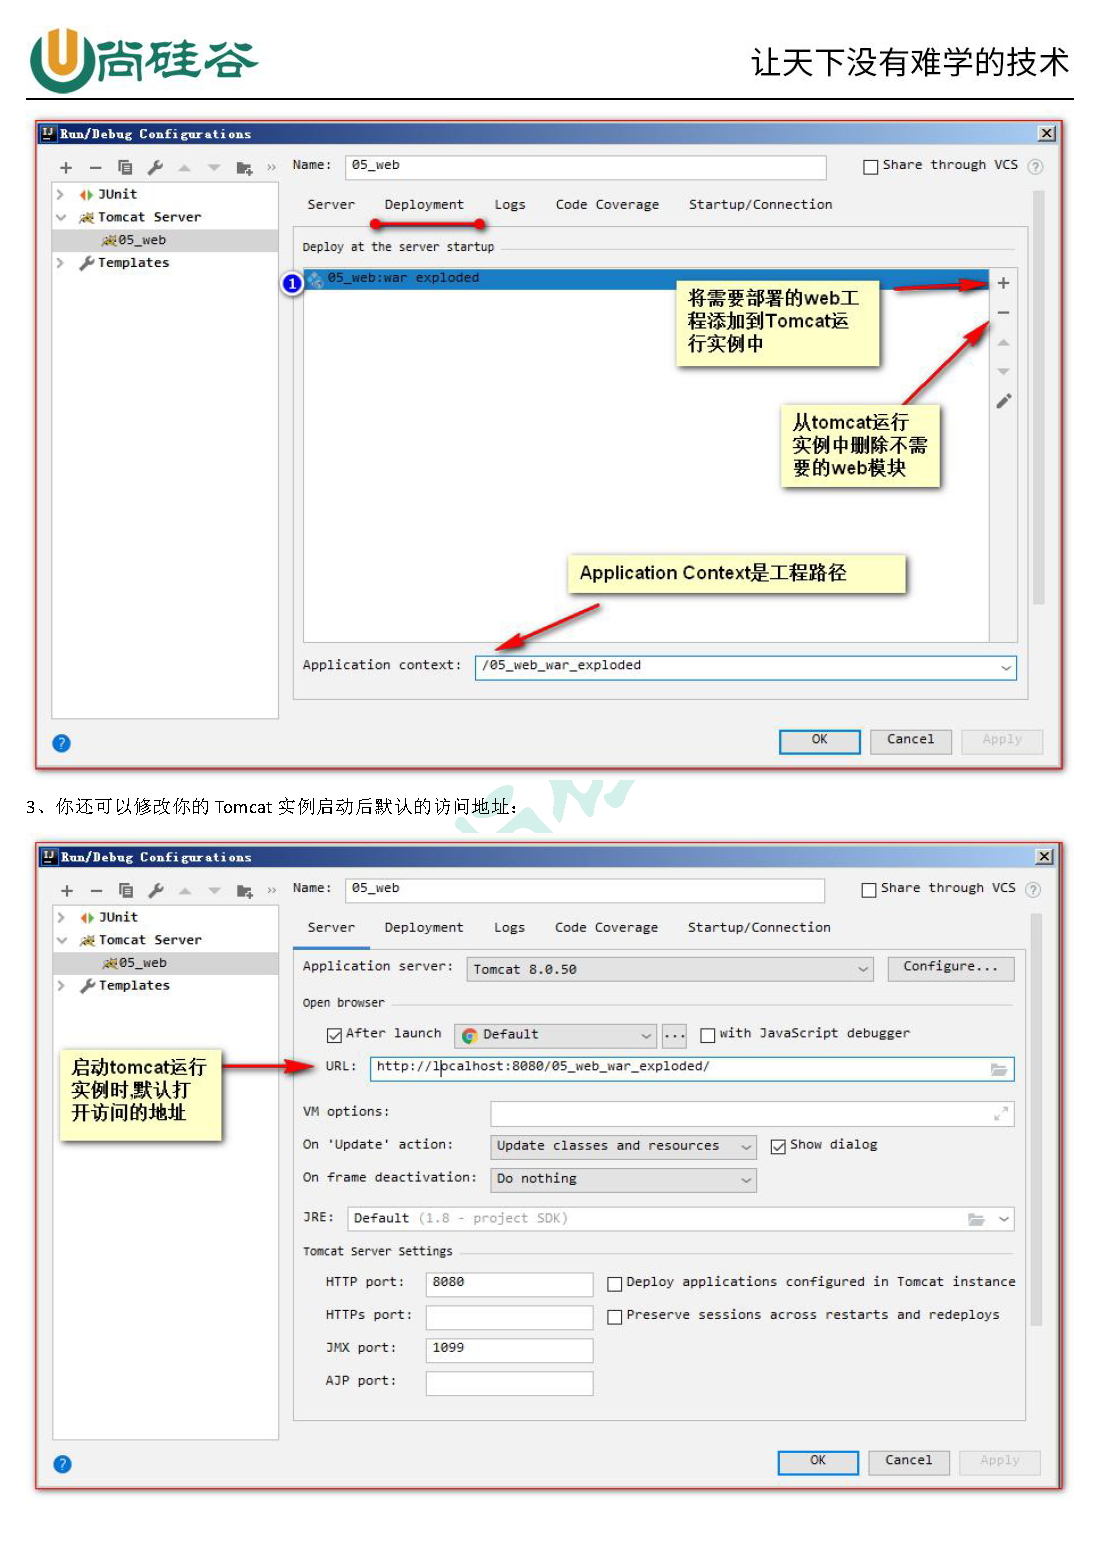 尚硅谷
让天下没有难学的技术
Run/Debug Configurations
Name: 05_web
Share through VCS
JUnit
Tomcat Server
05_web
Templates
Server Deployment Logs Code Coverage Startup/Connection
Deploy at the server startup
1
05_web:war exploded
将需要部署的web工
程添加到Tomcat运
行实例中
从tomcat运行
实例中删除不需
要的web模块
Application Context是工程路径
Application context: /05_web_war_exploded
OK Cancel Apply
3、你还可以修改你的 Tomcat 实例启动后默认的访问地址：
Run/Debug Configurations
Name: 05_web
Share through VCS
JUnit
Tomcat Server
05_web
Templates
Server Deployment Logs Code Coverage Startup/Connection
Application server: Tomcat 8.0.50 Configure...
Open browser
After launch Default ... with JavaScript debugger
启动tomcat运行
实例时,默认打
开访问的地址
URL: http://localhost:8080/05_web_war_exploded/
VM options:
On 'Update' action: Update classes and resources Show dialog
On frame deactivation: Do nothing
JRE: Default (1.8 - project SDK)
Tomcat Server Settings
HTTP port: 8080 Deploy applications configured in Tomcat instance
HTTPs port: Preserve sessions across restarts and redeploys
JMX port: 1099
AJP port:
OK Cancel Apply